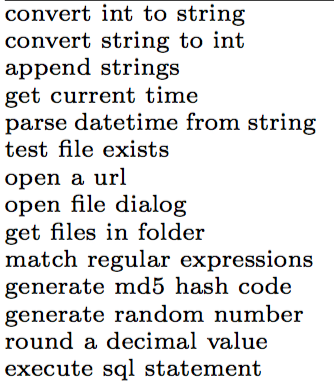 convert int to string
convert string to int
append strings
get current time
parse datetime from string
test file exists
open a url
open file dialog
get files in folder
match regular expressions
generate md5 hash code
generate random number
round a decimal value
execute sql statement